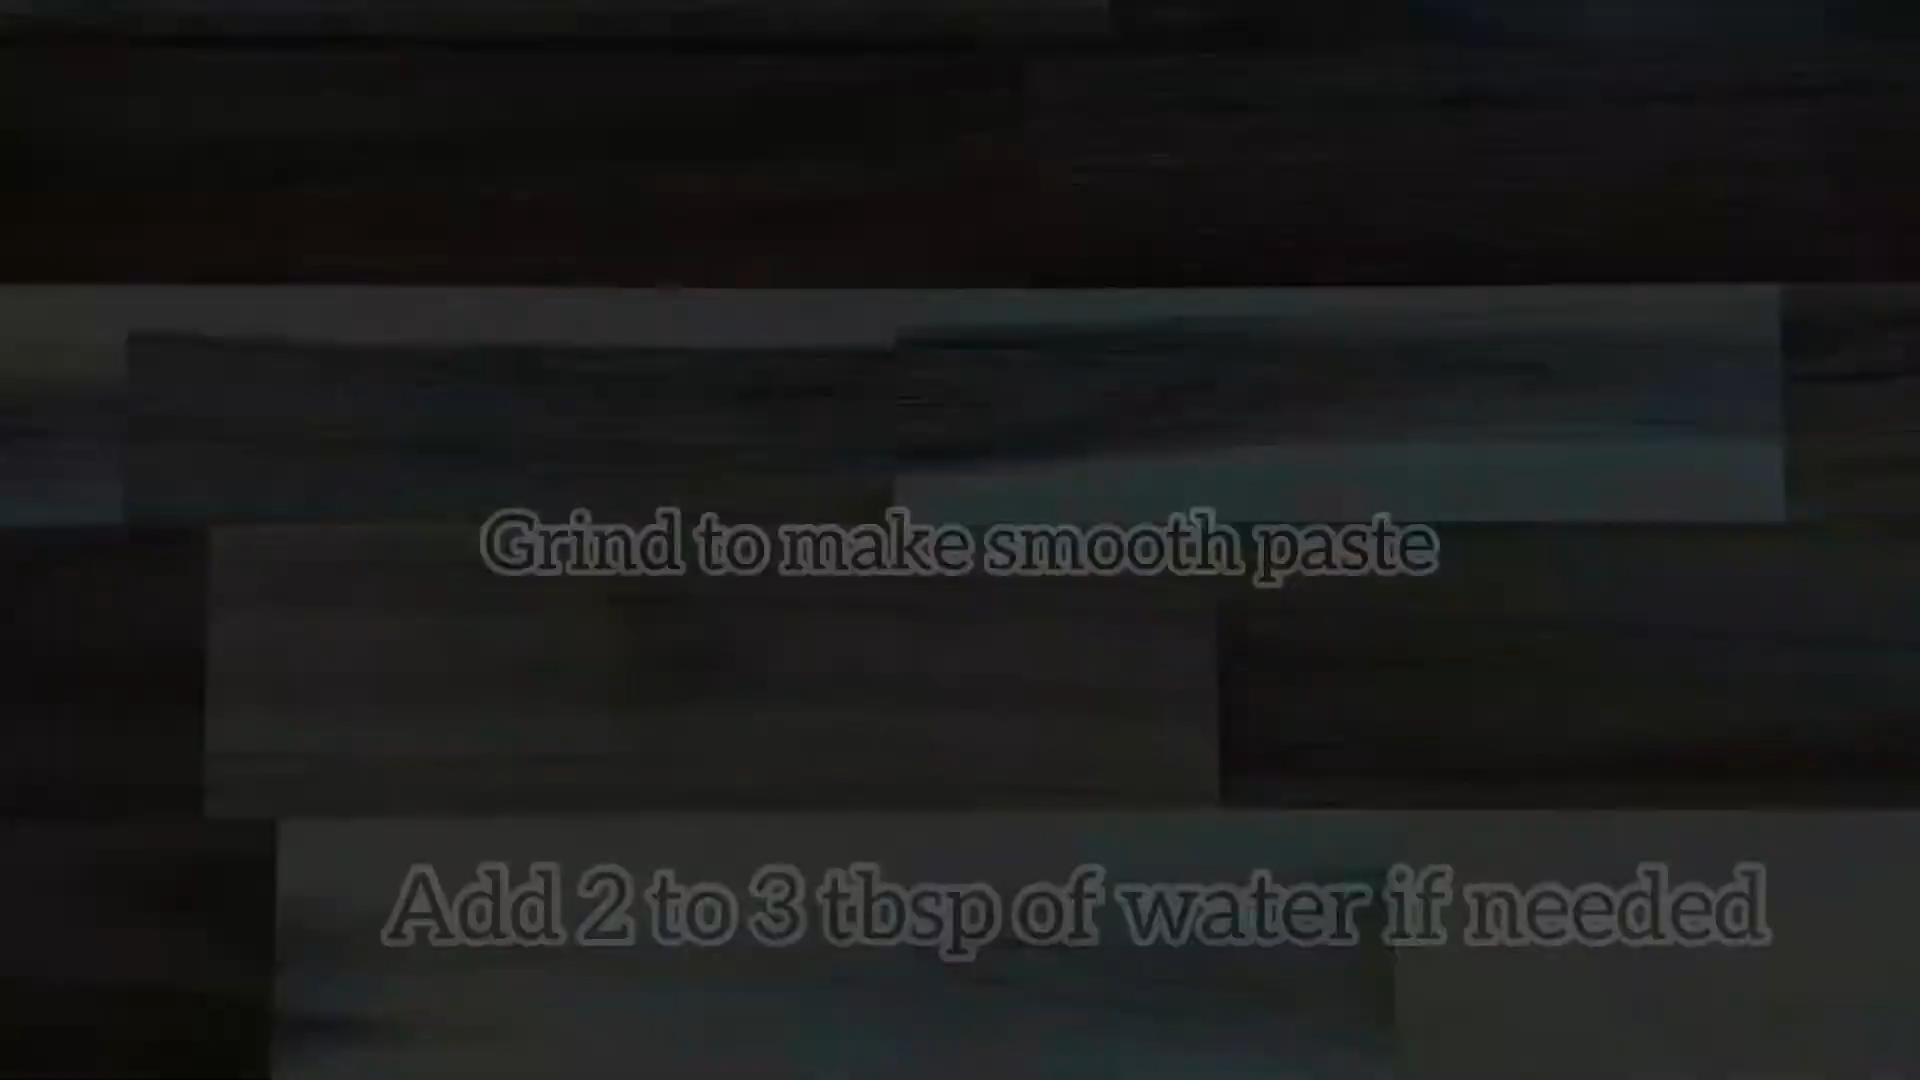 Grind to make smooth paste
Add 2 to 3 tbsp of water if needed